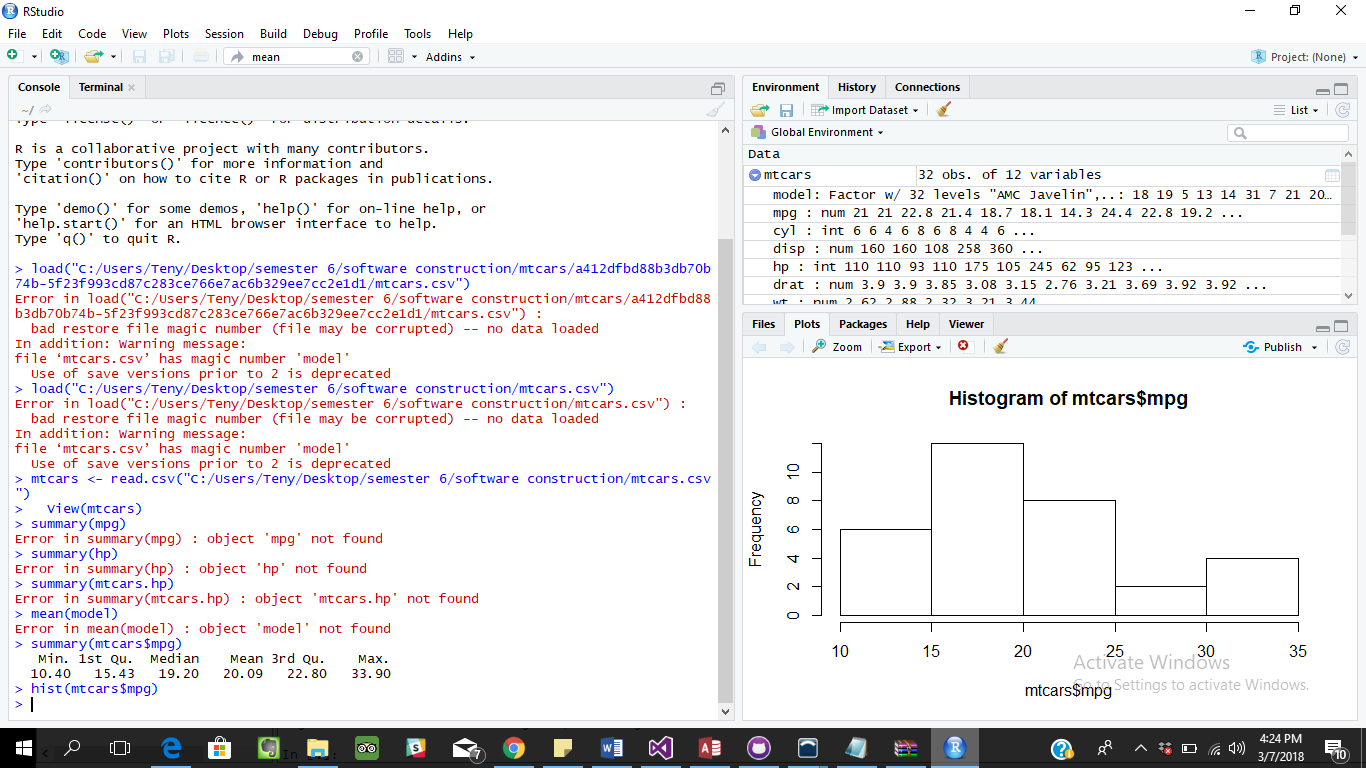 RStudio
File Edit Code View Plots Session Build Debug Profile Tools Help
mean Addins Project: (None)
Console Terminal
~/
R is a collaborative project with many contributors.
Type 'contributors()' for more information and
'citation()' on how to cite R or R packages in publications.
Type 'demo()' for some demos, 'help()' for on-line help, or
'help.start()' for an HTML browser interface to help.
Type 'q()' to quit R.
> load("C:/Users/Teny/Desktop/semester 6/software construction/mtcars/a412dfbd88b3db70b
74b-5f23f993cd87c283ce766e7ac6b329ee7cc2e1d1/mtcars.csv")
Error in load("C:/Users/Teny/Desktop/semester 6/software construction/mtcars/a412dfbd88
b3db70b74b-5f23f993cd87c283ce766e7ac6b329ee7cc2e1d1/mtcars.csv") :
bad restore file magic number (file may be corrupted) -- no data loaded
In addition: Warning message:
file ‘mtcars.csv’ has magic number 'model'
Use of save versions prior to 2 is deprecated
> load("C:/Users/Teny/Desktop/semester 6/software construction/mtcars.csv")
Error in load("C:/Users/Teny/Desktop/semester 6/software construction/mtcars.csv") :
bad restore file magic number (file may be corrupted) -- no data loaded
In addition: Warning message:
file ‘mtcars.csv’ has magic number 'model'
Use of save versions prior to 2 is deprecated
> mtcars <- read.csv("C:/Users/Teny/Desktop/semester 6/software construction/mtcars.csv
")
> View(mtcars)
> summary(mpg)
Error in summary(mpg) : object 'mpg' not found
> summary(hp)
Error in summary(hp) : object 'hp' not found
> summary(mtcars.hp)
Error in summary(mtcars.hp) : object 'mtcars.hp' not found
> mean(model)
Error in mean(model) : object 'model' not found
> summary(mtcars$mpg)
Min. 1st Qu. Median Mean 3rd Qu. Max.
10.40 15.43 19.20 20.09 22.80 33.90
> hist(mtcars$mpg)
>
Environment History Connections
Import Dataset List
Global Environment
Data
mtcars 32 obs. of 12 variables
model: Factor w/ 32 levels "AMC Javelin",..: 18 19 5 13 14 31 7 21 20…
mpg : num 21 21 22.8 21.4 18.7 18.1 14.3 24.4 22.8 19.2 ...
cyl : int 6 6 4 6 8 6 8 4 4 6 ...
disp : num 160 160 108 258 360 ...
hp : int 110 110 93 110 175 105 245 62 95 123 ...
drat : num 3.9 3.9 3.85 3.08 3.15 2.76 3.21 3.69 3.92 3.92 ...
wt : num 2.62 2.88 2.32 3.21 3.44
Files Plots Packages Help Viewer
Zoom Export Publish
Histogram of mtcars$mpg
Frequency
10
8
6
4
2
0
10 15 20 25 30 35
mtcars$mpg
Activate Windows
Go to Settings to activate Windows.
7
4:24 PM
3/7/2018
10